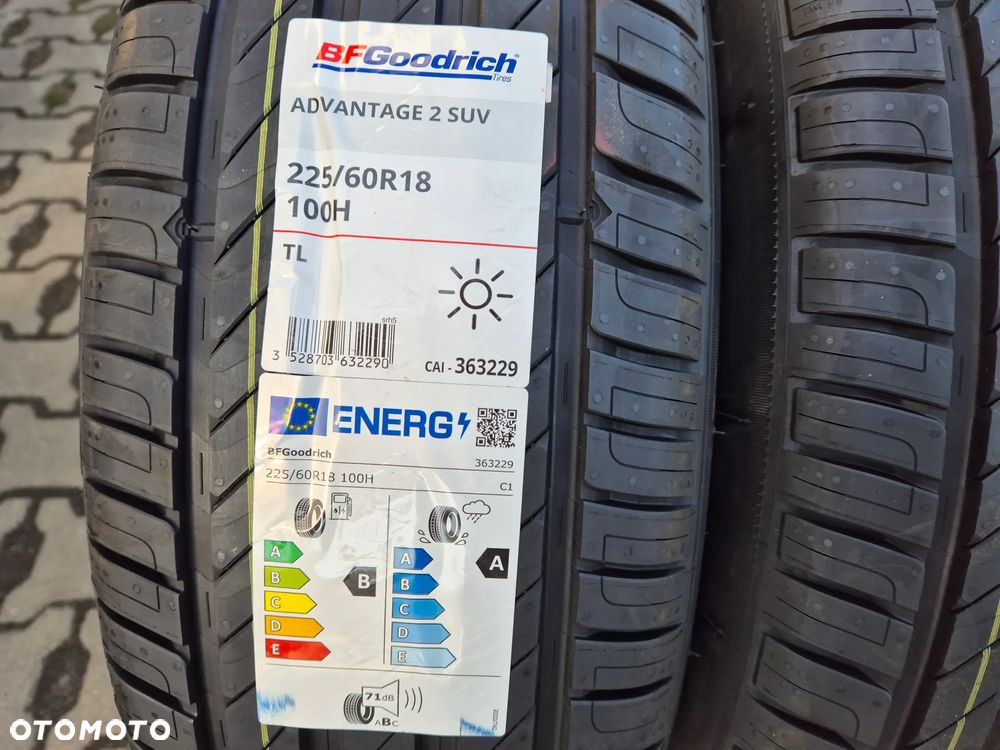 BFGoodrich
Tires
ADVANTAGE 2 SUV
225/60R18
100H
TL
srh5
3 528703 632290
CAI - 363229
ENERG
BFGoodrich
363229
225/60R18 100H
C1
A
A
B
B
C
C
D
D
E
E
B
A
71dB
ABC
OTOMOTO